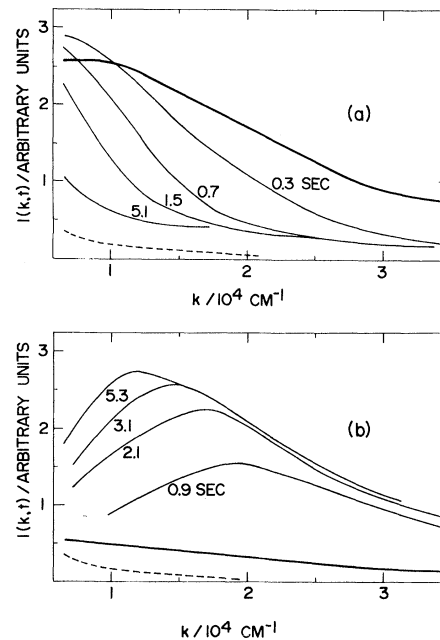 I(k,t)/ARBITRARY UNITS
3
2
1
(a)
0.3 SEC
0.7
1.5
5.1
1
2
3
k/10⁴ CM⁻¹
I(k,t)/ARBITRARY UNITS
3
2
1
(b)
5.3
3.1
2.1
0.9 SEC
1
2
3
k/10⁴ CM⁻¹